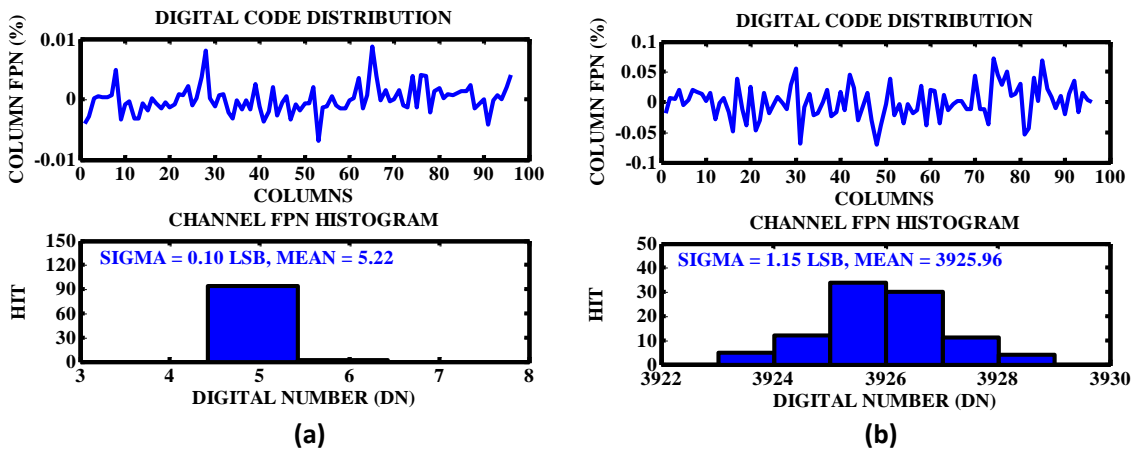 DIGITAL CODE DISTRIBUTION
COLUMN FPN (%)
0.01
0
-0.01
0 10 20 30 40 50 60 70 80 90 100
COLUMNS
CHANNEL FPN HISTOGRAM
SIGMA = 0.10 LSB, MEAN = 5.22
HIT
150
120
90
60
30
0
3 4 5 6 7 8
DIGITAL NUMBER (DN)
(a)
DIGITAL CODE DISTRIBUTION
COLUMN FPN (%)
0.1
0.05
0
-0.05
-0.1
0 10 20 30 40 50 60 70 80 90 100
COLUMNS
CHANNEL FPN HISTOGRAM
SIGMA = 1.15 LSB, MEAN = 3925.96
HIT
50
40
30
20
10
0
3922 3924 3926 3928 3930
DIGITAL NUMBER (DN)
(b)